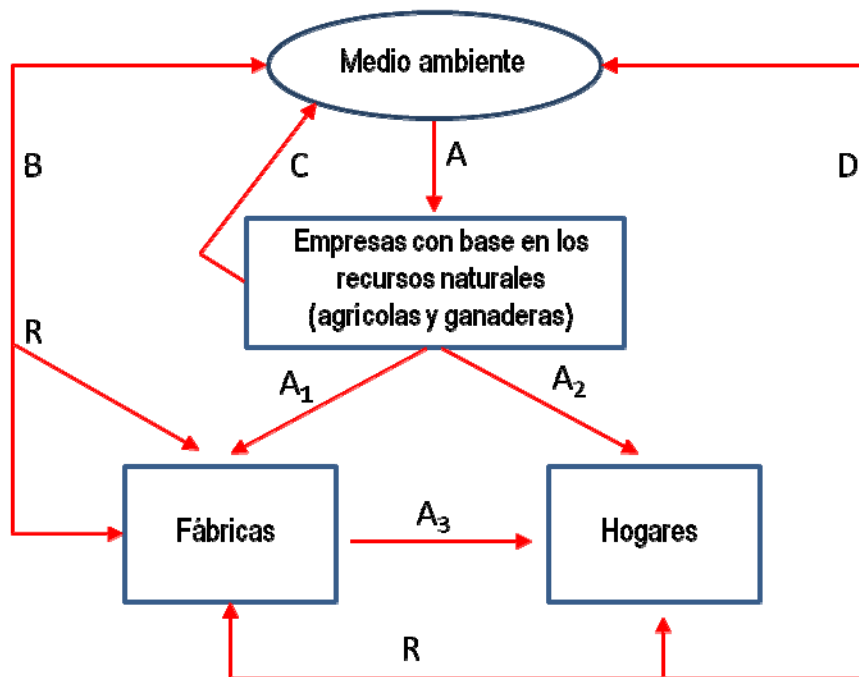 Medio ambiente
B
C
A
D
Empresas con base en los
recursos naturales
(agrícolas y ganaderas)
R
A₁
A₂
Fábricas
A₃
Hogares
R